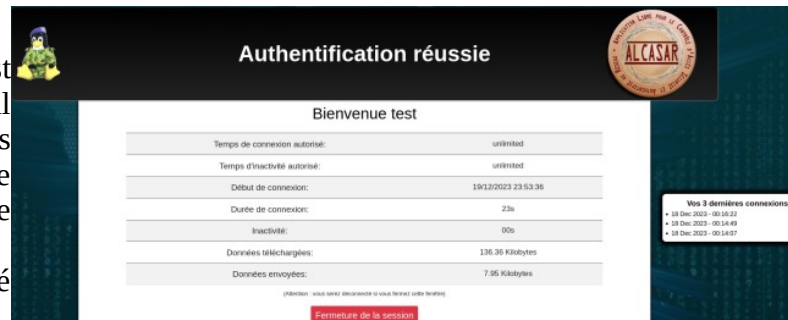 Authentification réussie
ALCASAR
Bienvenue test
Temps de connexion autorisé: unlimited
Temps d'inactivité autorisé: unlimited
Début de connexion: 19/12/2023 23:53:36
Durée de connexion: 23s
Inactivité: 00s
Données téléchargées: 136.36 Kilobytes
Données envoyées: 7.95 Kilobytes
(Attention : vous serez déconnecté si vous fermez cette fenêtre)
Fermeture de la session
Vos 3 dernières connexions
18 Dec 2023 - 00:16:22
18 Dec 2023 - 00:14:49
18 Dec 2023 - 00:14:07